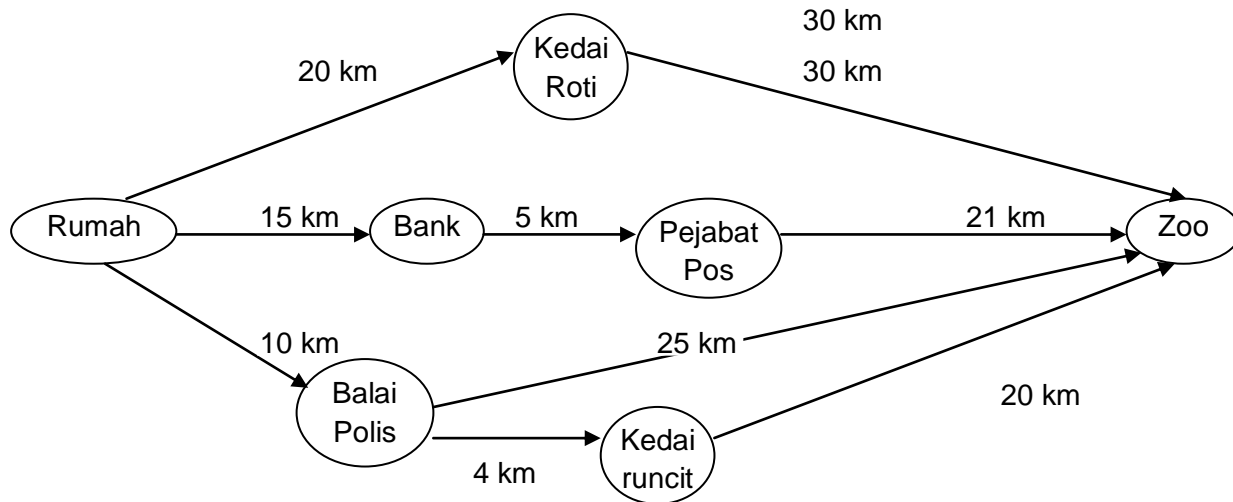 30 km
Kedai
Roti
20 km
30 km
Rumah
15 km
Bank
5 km
Pejabat
Pos
21 km
Zoo
10 km
25 km
Balai
Polis
20 km
Kedai
runcit
4 km